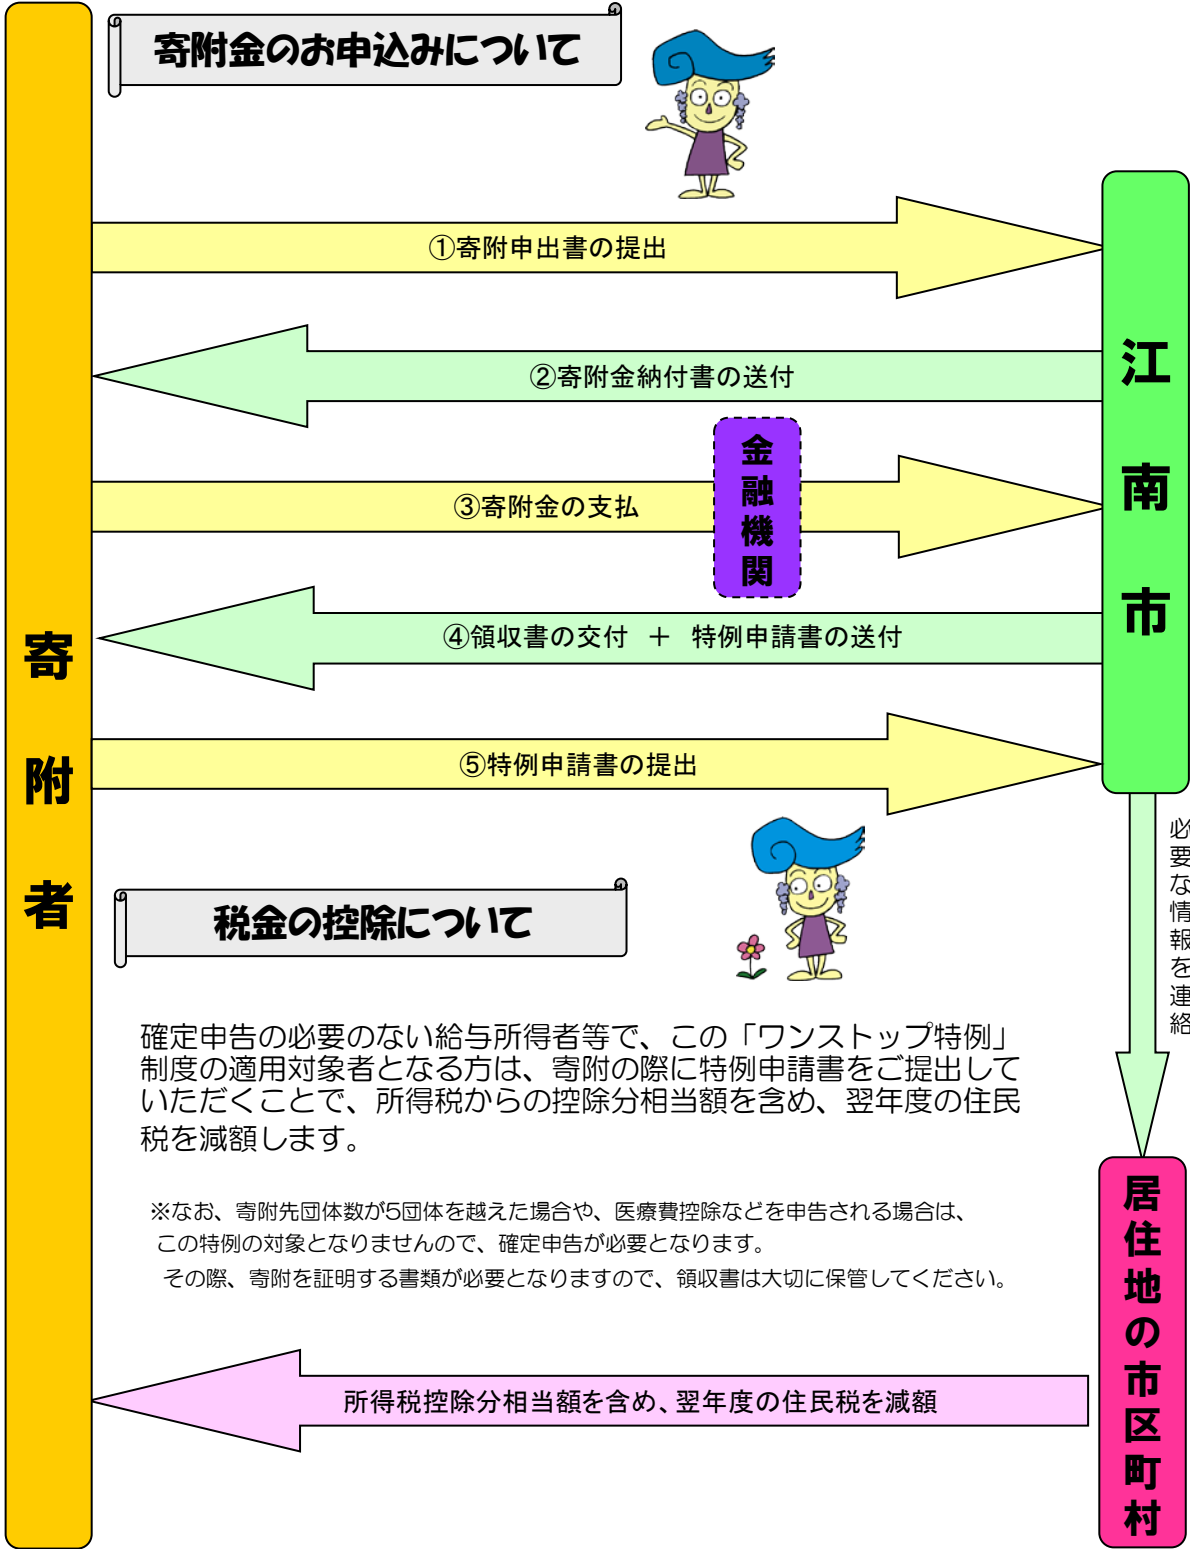 寄附金のお申込みについて
①寄附申出書の提出
②寄附金納付書の送付
③寄附金の支払
金融機関
④領収書の交付　＋　特例申請書の送付
⑤特例申請書の提出
江南市
寄附者
必要な情報を連絡
税金の控除について
確定申告の必要のない給与所得者等で、この「ワンストップ特例」
制度の適用対象者となる方は、寄附の際に特例申請書をご提出して
いただくことで、所得税からの控除分相当額を含め、翌年度の住民
税を減額します。
※なお、寄附先団体数が5団体を越えた場合や、医療費控除などを申告される場合は、
この特例の対象となりませんので、確定申告が必要となります。
その際、寄附を証明する書類が必要となりますので、領収書は大切に保管してください。
所得税控除分相当額を含め、翌年度の住民税を減額
居住地の市区町村